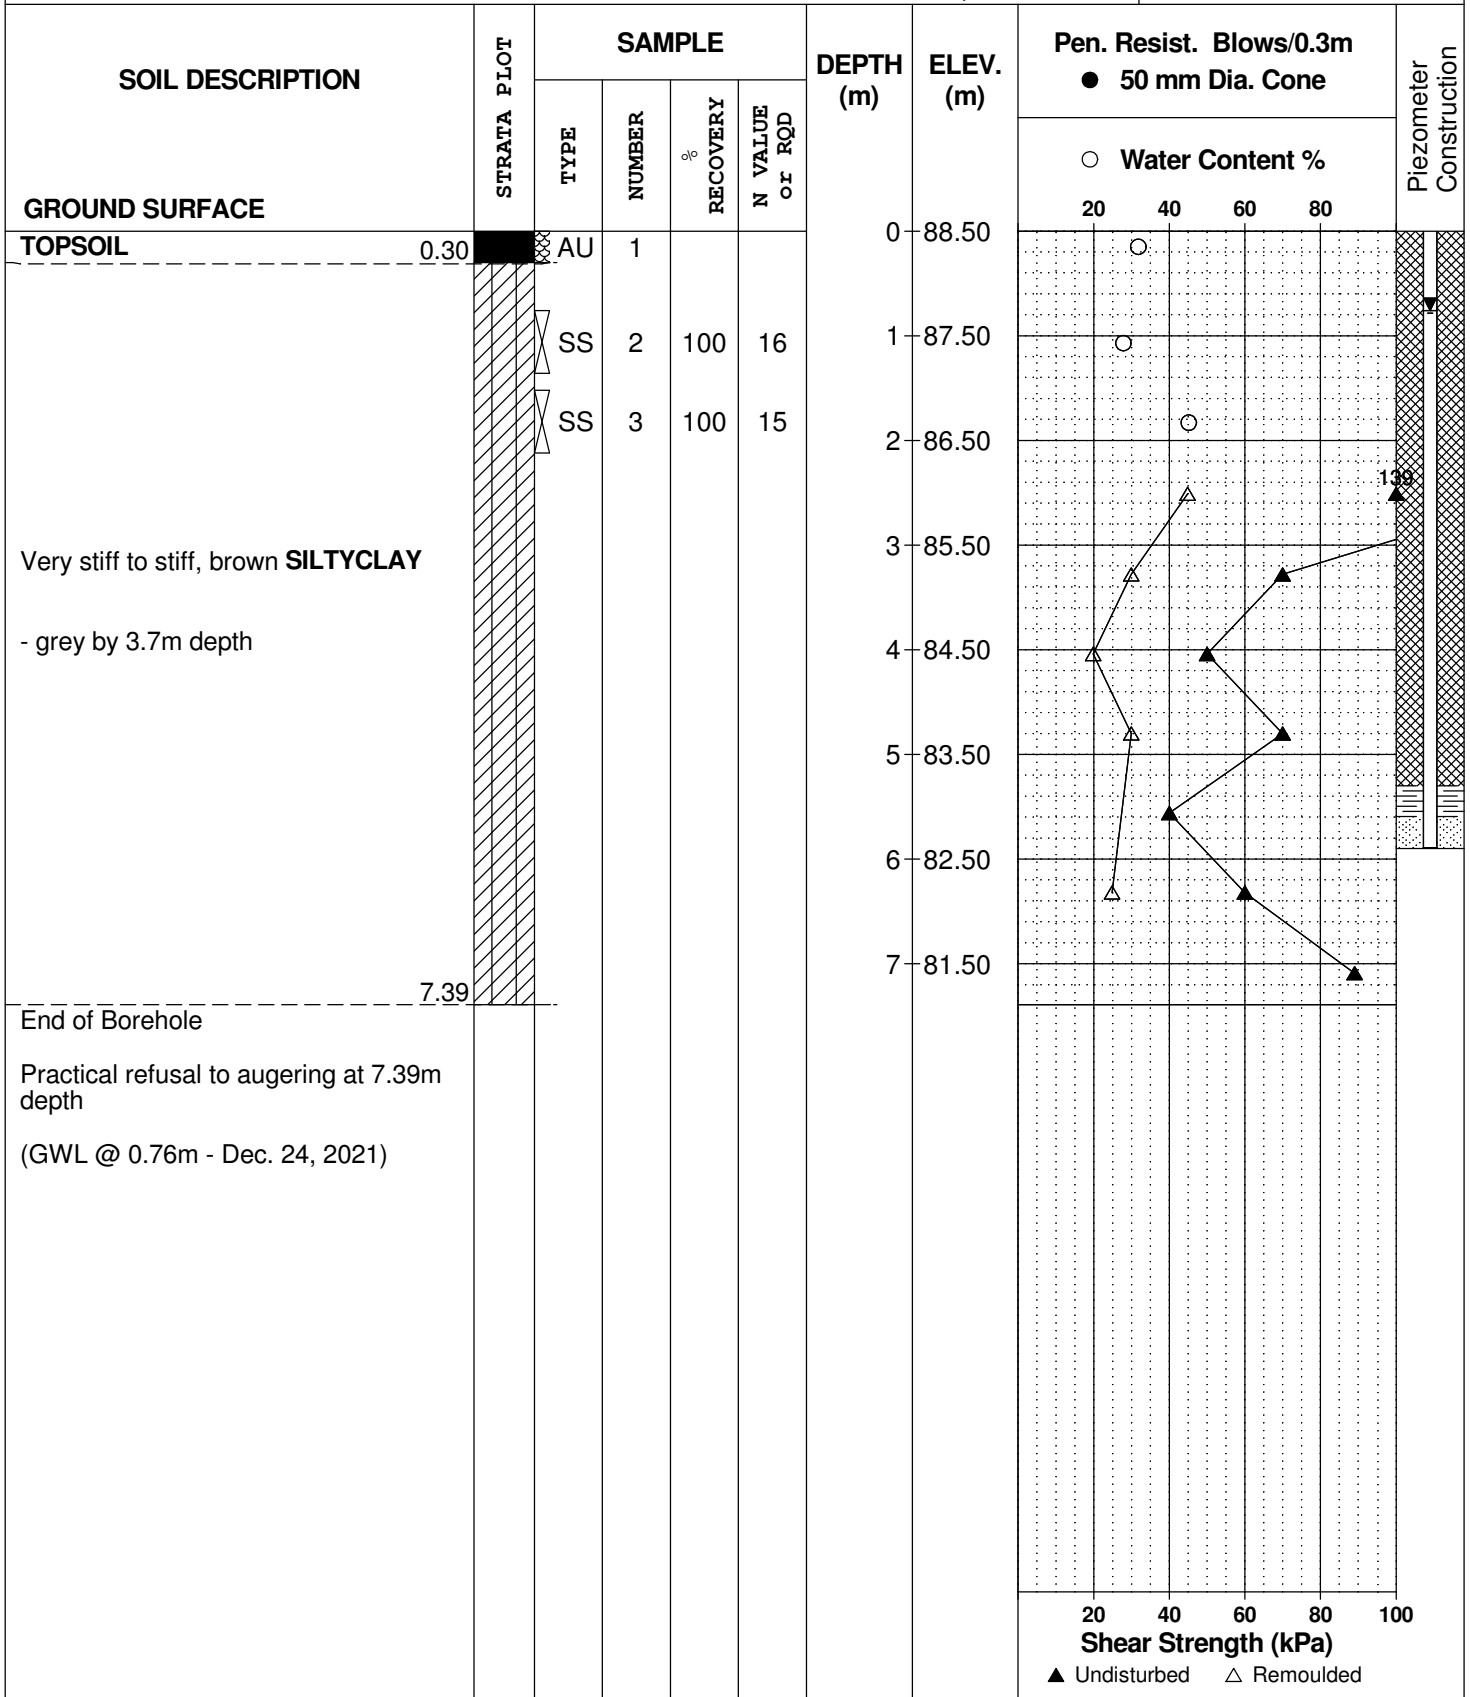 SOIL DESCRIPTION
GROUND SURFACE
STRATA PLOT
SAMPLE
TYPE
NUMBER
%
RECOVERY
N VALUE
or RQD
DEPTH
(m)
ELEV.
(m)
Pen. Resist. Blows/0.3m
● 50 mm Dia. Cone
○ Water Content %
20 40 60 80
Piezometer
Construction
TOPSOIL 0.30 AU 1 0 88.50
SS 2 100 16 1 87.50
SS 3 100 15
2 86.50
139
3 85.50
Very stiff to stiff, brown SILTYCLAY
- grey by 3.7m depth
4 84.50
5 83.50
6 82.50
7 81.50
7.39
End of Borehole
Practical refusal to augering at 7.39m
depth
(GWL @ 0.76m - Dec. 24, 2021)
20 40 60 80 100
Shear Strength (kPa)
▲ Undisturbed △ Remoulded